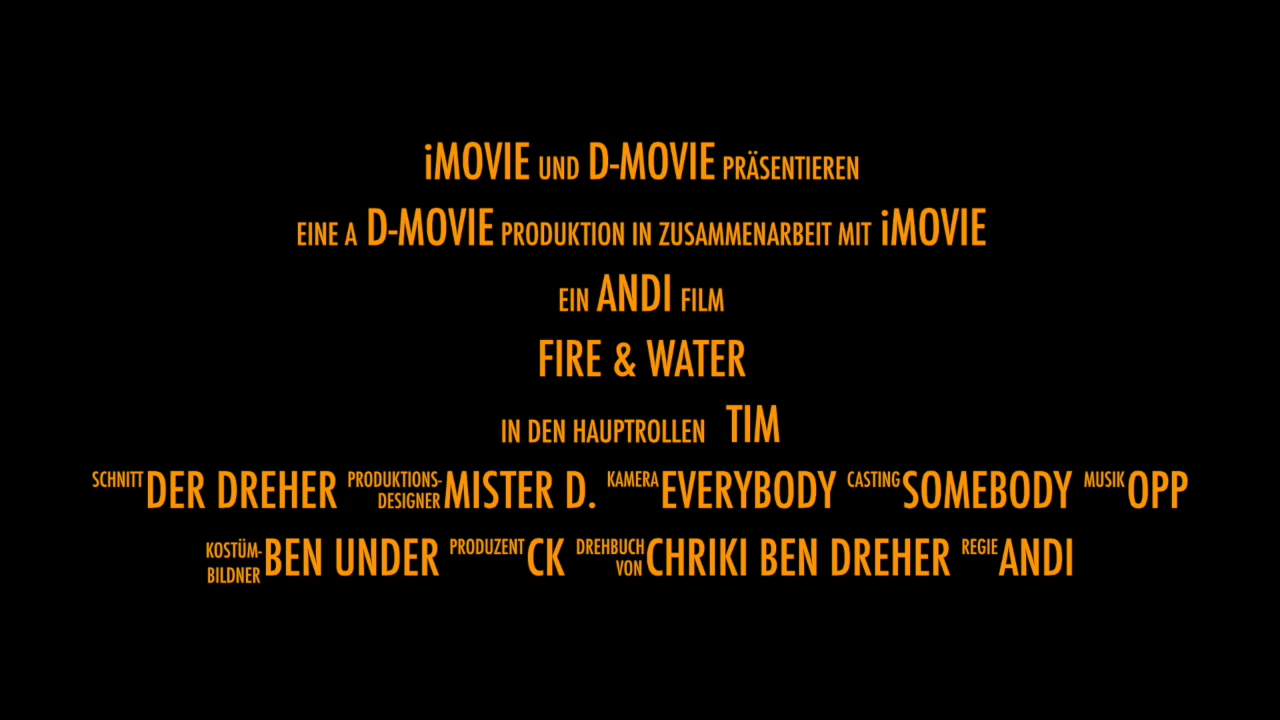 iMOVIE UND D-MOVIE PRÄSENTIEREN
EINE A D-MOVIE PRODUKTION IN ZUSAMMENARBEIT MIT iMOVIE
EIN ANDI FILM
FIRE & WATER
IN DEN HAUPTROLLEN TIM
SCHNITT DER DREHER PRODUKTIONS-DESIGNER MISTER D. KAMERA EVERYBODY CASTING SOMEBODY MUSIK OPP
KOSTÜM-BILDNER BEN UNDER PRODUZENT CK DREHBUCH VON CHRIKI BEN DREHER REGIE ANDI